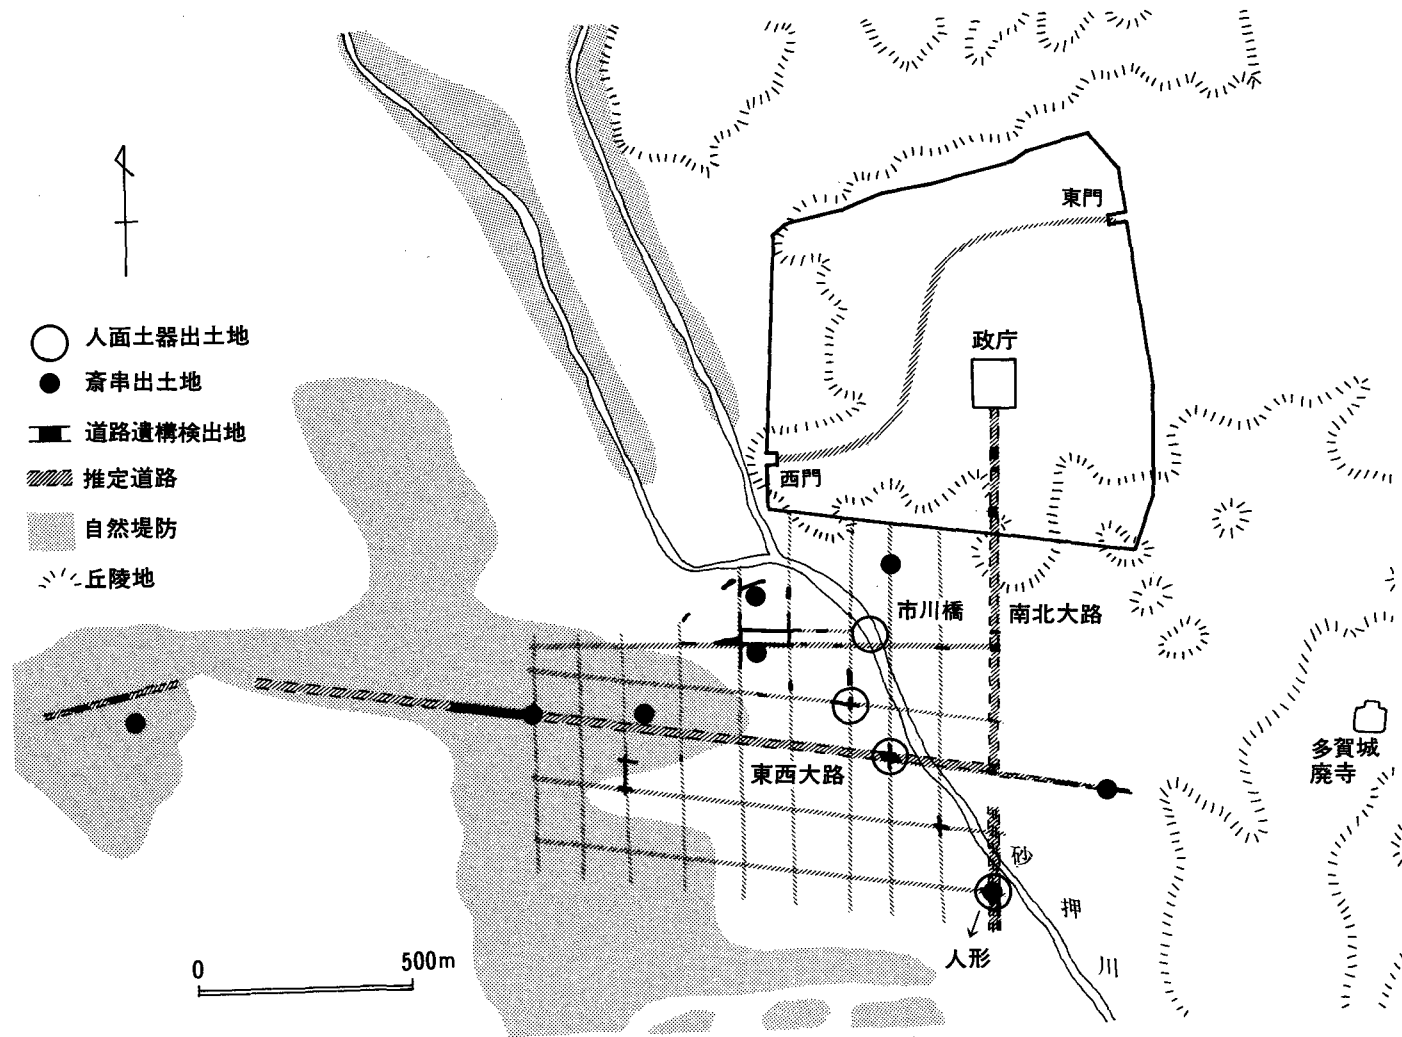 東門
政庁
西門
人面土器出土地
斎串出土地
道路遺構検出地
推定道路
自然堤防
丘陵地
市川橋
南北大路
東西大路
多賀城
廃寺
砂
押
川
人形
0
500m